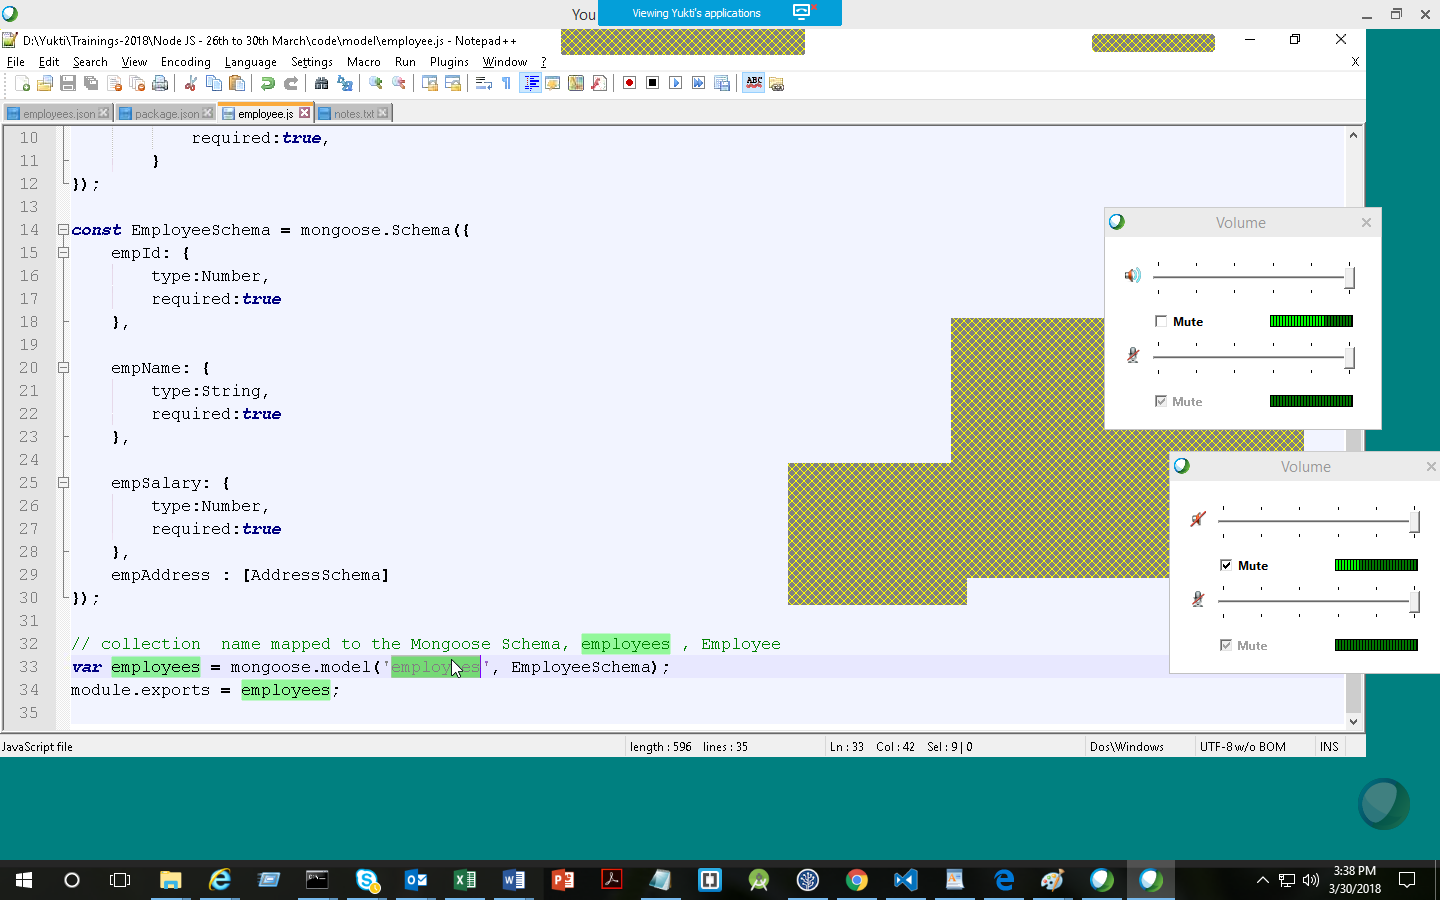 You
Viewing Yukti's applications
D:\Yukti\Trainings-2018\Node JS - 26th to 30th March\code\model\employee.js - Notepad++
File Edit Search View Encoding Language Settings Macro Run Plugins Window ? X
ABC
employees.json package.json employee.js notes.txt
10 required:true,
11 }
12 });
13
14 const EmployeeSchema = mongoose.Schema({
15 empId: {
16 type:Number,
17 required:true
18 },
19
20 empName: {
21 type:String,
22 required:true
23 },
24
25 empSalary: {
26 type:Number,
27 required:true
28 },
29 empAddress : [AddressSchema]
30 });
31
32 // collection  name mapped to the Mongoose Schema, employees , Employee
33 var employees = mongoose.model('employees', EmployeeSchema);
34 module.exports = employees;
35
Volume
Mute
Mute
Volume
Mute
Mute
JavaScript file length : 596 lines : 35 Ln : 33 Col : 42 Sel : 9 | 0 Dos\Windows UTF-8 w/o BOM INS
3:38 PM
3/30/2018